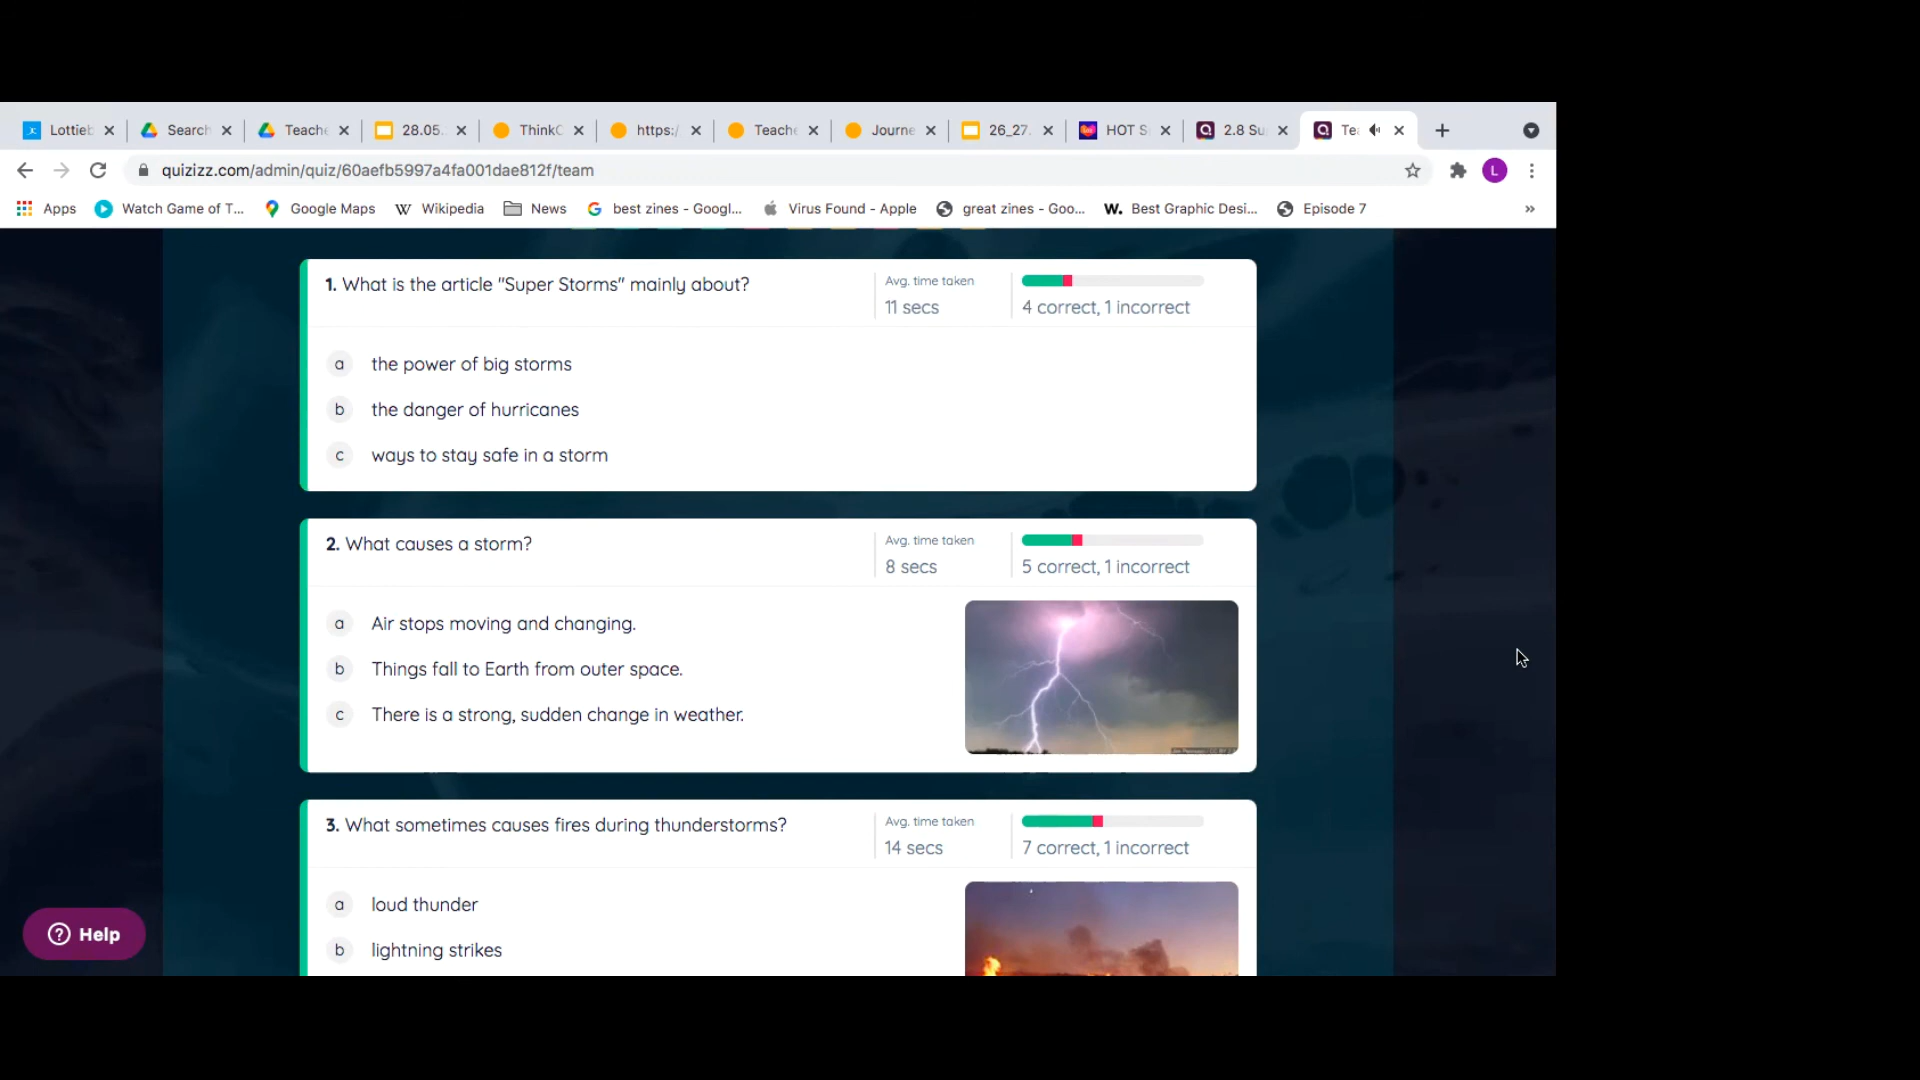 Lottie
Search
Teache
28.05.
ThinkC
https:/
Teache
Journe
26_27.
HOT S
2.8 Su
Te
quizizz.com/admin/quiz/60aefb5997a4fa001dae812f/team
L
Apps
Watch Game of T...
Google Maps
Wikipedia
News
best zines - Googl...
Virus Found - Apple
great zines - Goo...
W. Best Graphic Desi...
Episode 7
»
1. What is the article "Super Storms" mainly about?
Avg. time taken
11 secs
4 correct, 1 incorrect
a the power of big storms
b the danger of hurricanes
c ways to stay safe in a storm
2. What causes a storm?
Avg. time taken
8 secs
5 correct, 1 incorrect
a Air stops moving and changing.
b Things fall to Earth from outer space.
c There is a strong, sudden change in weather.
3. What sometimes causes fires during thunderstorms?
Avg. time taken
14 secs
7 correct, 1 incorrect
a loud thunder
b lightning strikes
? Help